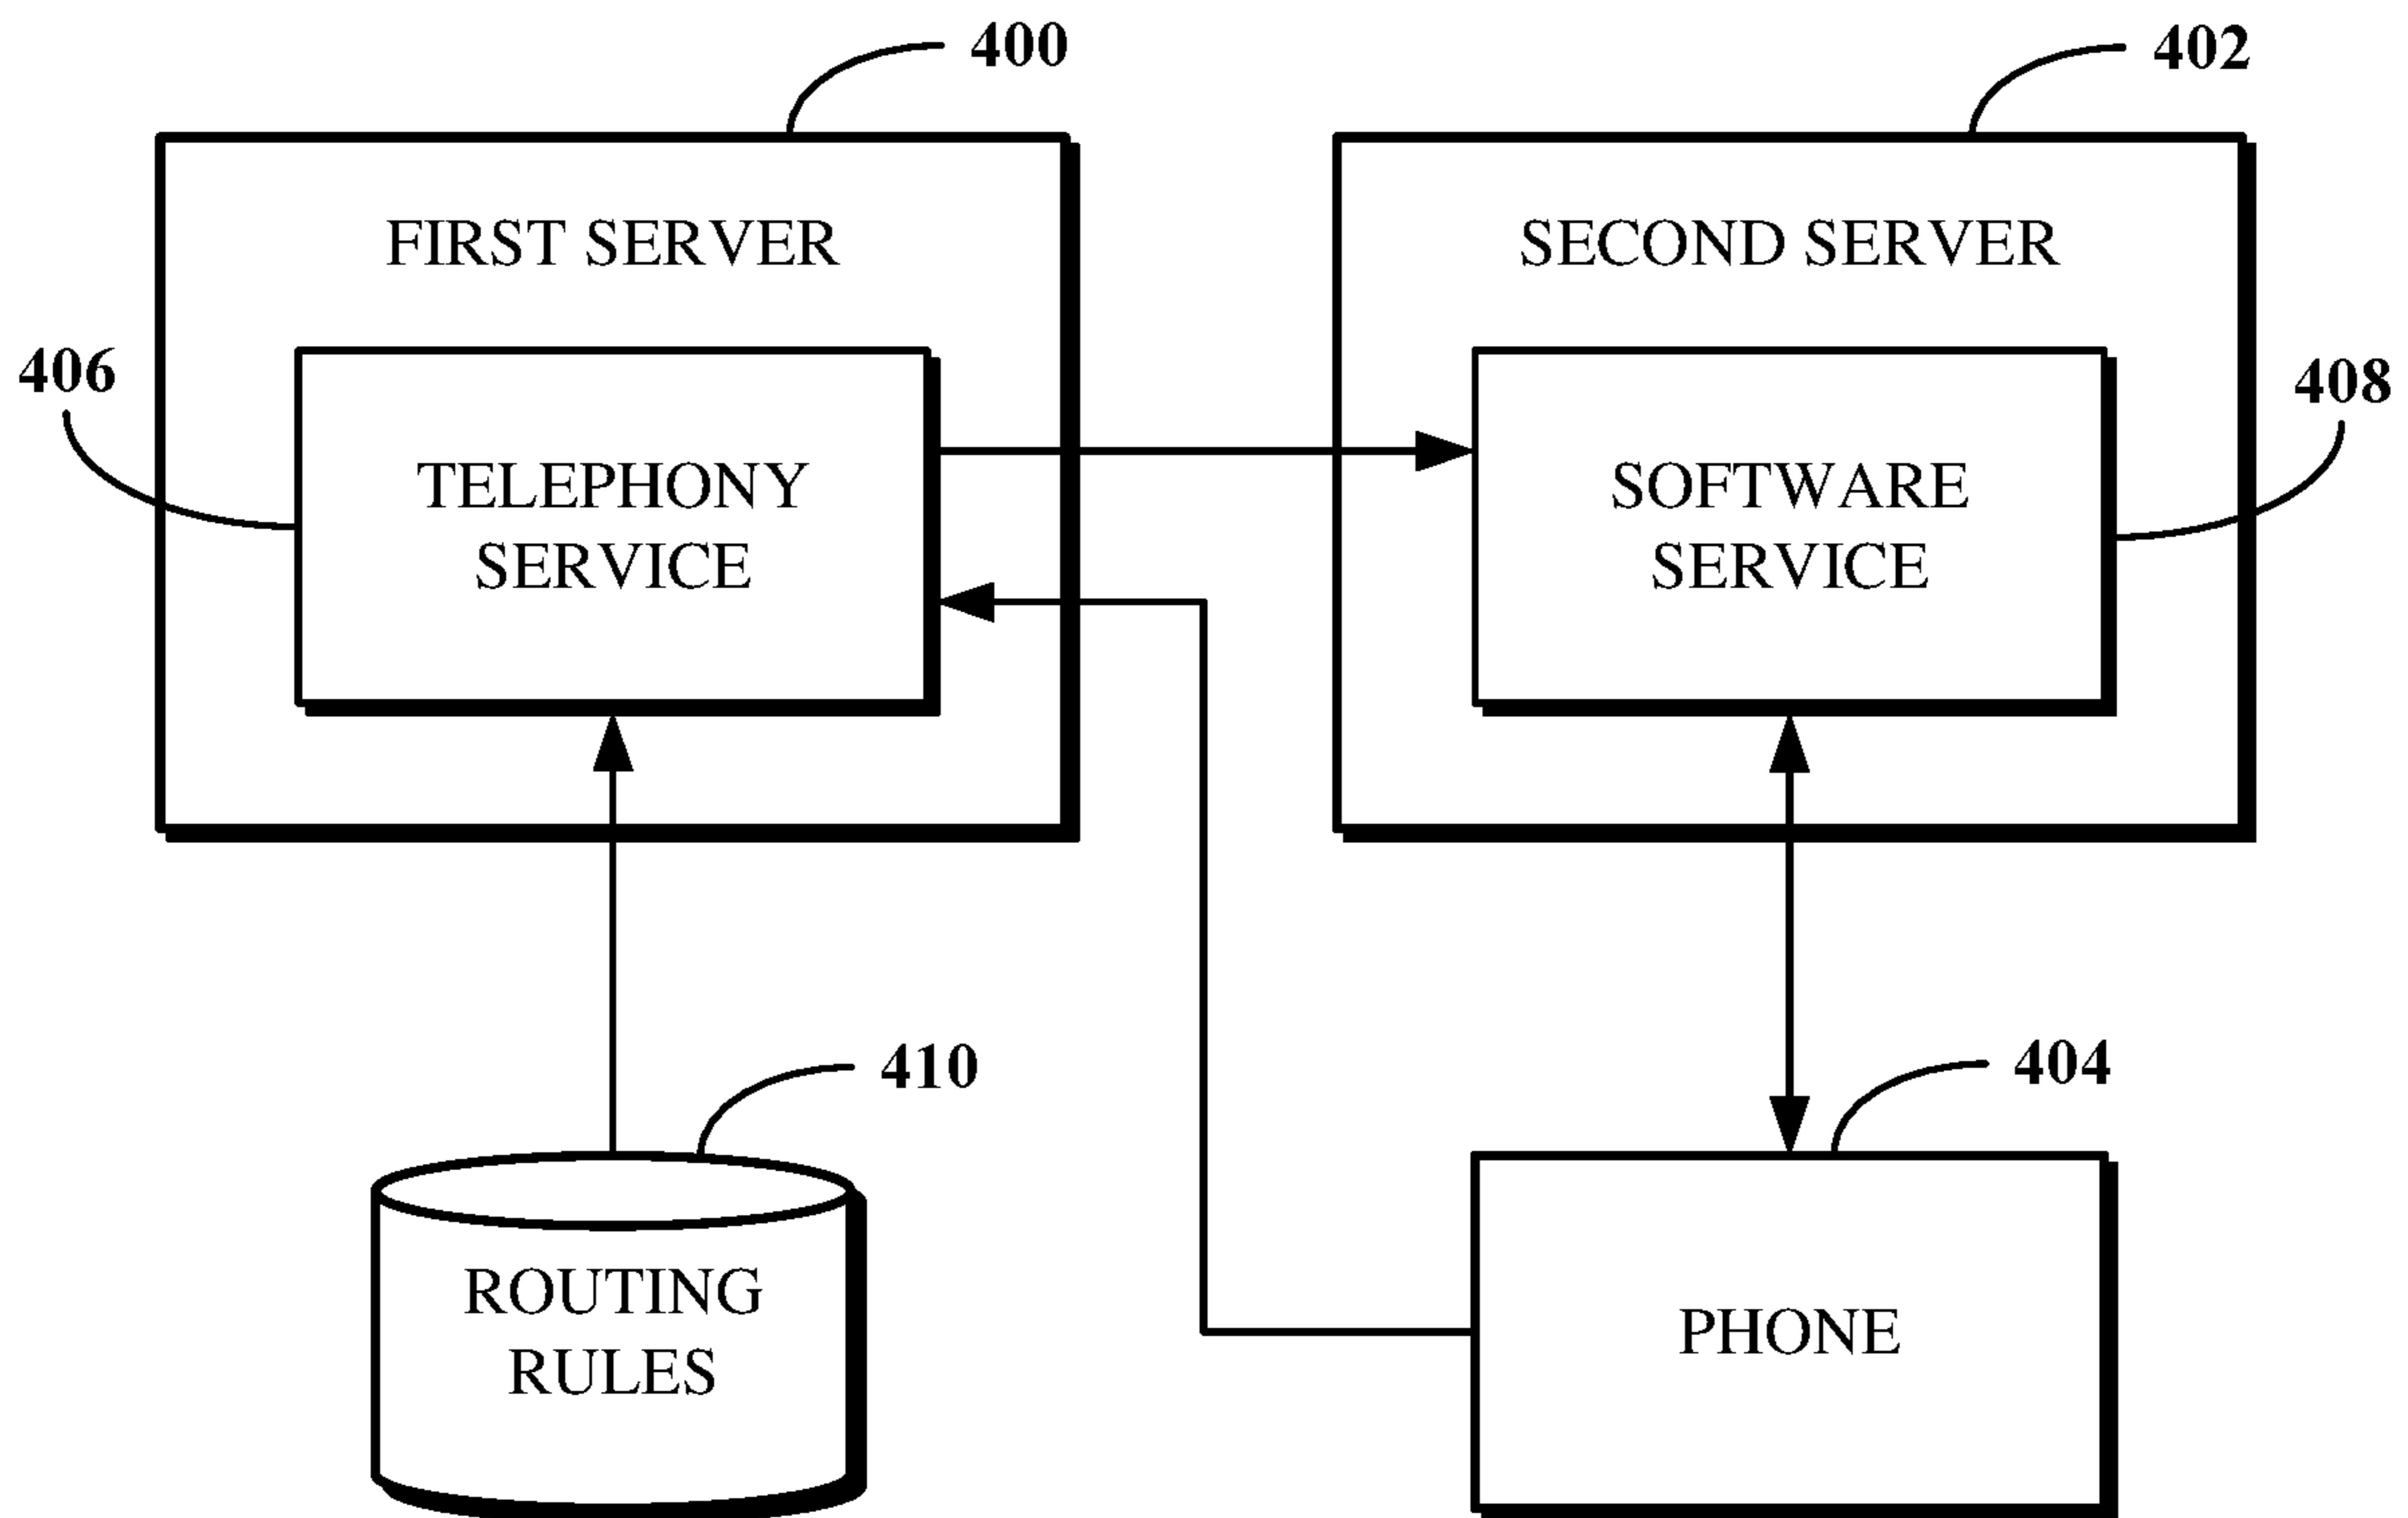 400
402
FIRST SERVER
SECOND SERVER
406
408
TELEPHONY
SERVICE
SOFTWARE
SERVICE
410
404
ROUTING
RULES
PHONE